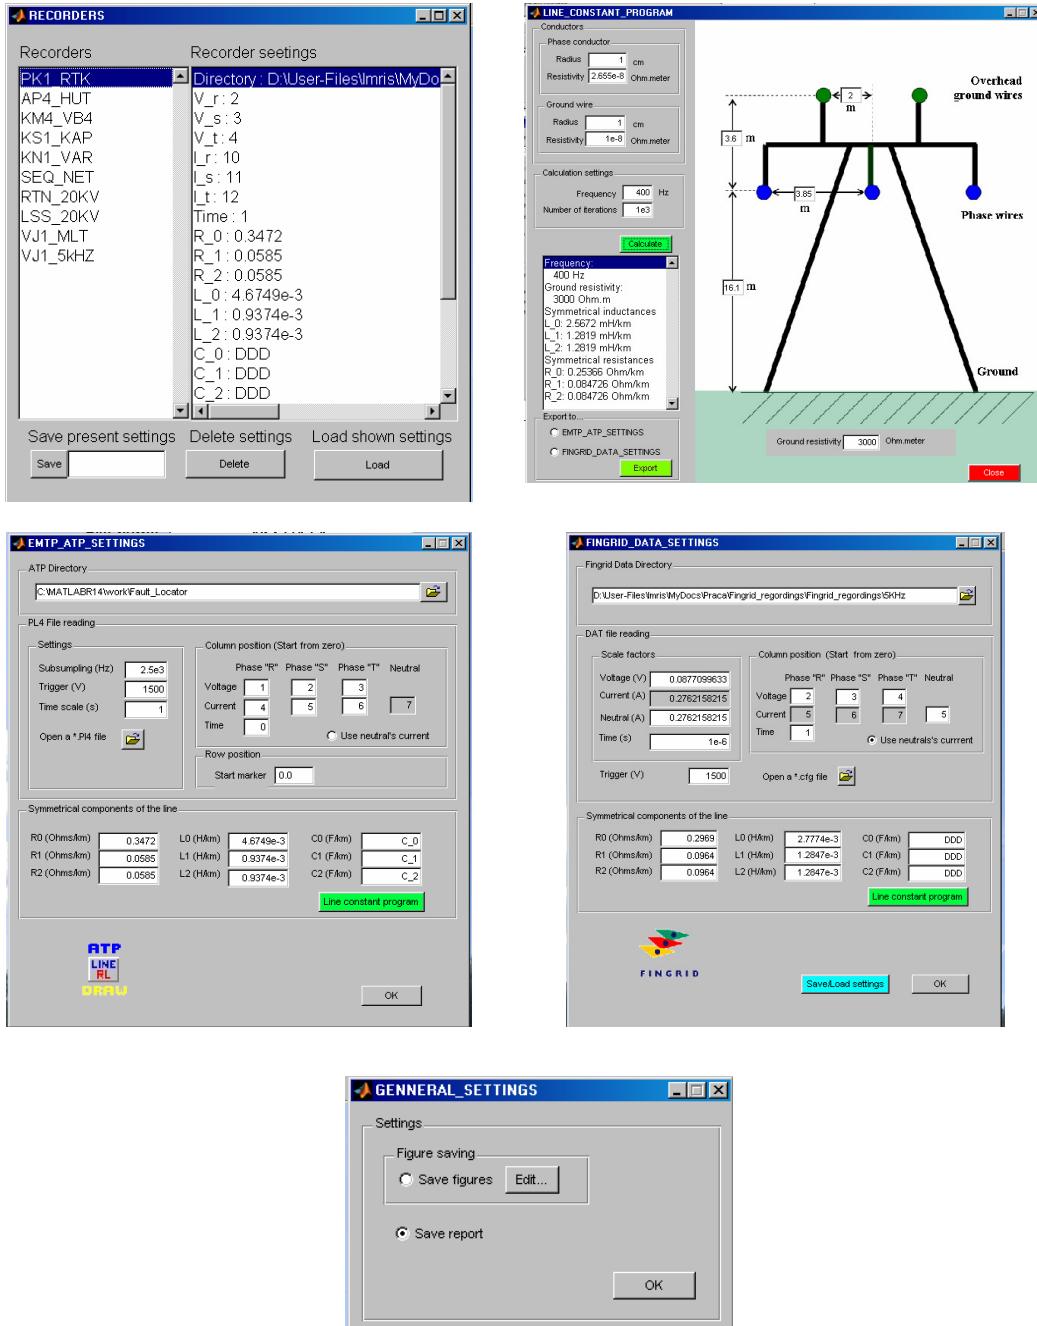 RECORDERS
Recorders
Recorder seetings
PK1_RTK
AP4_HUT
KM4_VB4
KS1_KAP
KN1_VAR
SEQ_NET
RTN_20KV
LSS_20KV
VJ1_MLT
VJ1_5kHZ
Directory : D:\User-Files\Imris\MyDo
V_r : 2
V_s : 3
V_t : 4
I_r : 10
I_s : 11
I_t : 12
Time : 1
R_0 : 0.3472
R_1 : 0.0585
R_2 : 0.0585
L_0 : 4.6749e-3
L_1 : 0.9374e-3
L_2 : 0.9374e-3
C_0 : DDD
C_1 : DDD
C_2 : DDD
Save present settings
Delete settings
Load shown settings
Save
Delete
Load
LINE_CONSTANT_PROGRAM
Conductors
Phase conductor
Radius 1 cm
Resistivity 2.655e-8 Ohm.meter
Ground wire
Radius 1 cm
Resistivity 1e-8 Ohm.meter
Calculation settings
Frequency 400 Hz
Number of iterations 1e3
Calculate
Frequency:
400 Hz
Ground resistivity:
3000 Ohm.m
Symmetrical inductances
L_0: 2.5672 mH/km
L_1: 1.2819 mH/km
L_2: 1.2819 mH/km
Symmetrical resistances
R_0: 0.25366 Ohm/km
R_1: 0.084726 Ohm/km
R_2: 0.084726 Ohm/km
Export to...
EMTP_ATP_SETTINGS
FINGRID_DATA_SETTINGS
Export
Overhead
ground wires
2
m
3.6 m
3.85
m
Phase wires
16.1 m
Ground
Ground resistivity 3000 Ohm.meter
Close
EMTP_ATP_SETTINGS
ATP Directory
C:\MATLABR14\work\Fault_Locator
PL4 File reading
Settings
Subsumpling (Hz) 2.5e3
Trigger (V) 1500
Time scale (s) 1
Open a *.Pl4 file
Column position (Start from zero)
Phase "R" Phase "S" Phase "T" Neutral
Voltage 1 2 3
Current 4 5 6 7
Time 0
Use neutral's current
Row position
Start marker 0.0
Symmetrical components of the line
R0 (Ohms/km) 0.3472 L0 (H/km) 4.6749e-3 C0 (F/km) C_0
R1 (Ohms/km) 0.0585 L1 (H/km) 0.9374e-3 C1 (F/km) C_1
R2 (Ohms/km) 0.0585 L2 (H/km) 0.9374e-3 C2 (F/km) C_2
Line constant program
ATP
LINE
RL
DRAW
OK
FINGRID_DATA_SETTINGS
Fingrid Data Directory
D:\User-Files\Imris\MyDocs\Praca\Fingrid_regordings\Fingrid_regordings\5KHz
DAT file reading
Scale factors
Voltage (V) 0.0877099633
Current (A) 0.2762158215
Neutral (A) 0.2762158215
Time (s) 1e-6
Column position (Start from zero)
Phase "R" Phase "S" Phase "T" Neutral
Voltage 2 3 4
Current 5 6 7 5
Time 1
Use neutrals's currrent
Trigger (V) 1500
Open a *.cfg file
Symmetrical components of the line
R0 (Ohms/km) 0.2969 L0 (H/km) 2.7774e-3 C0 (F/km) DDD
R1 (Ohms/km) 0.0964 L1 (H/km) 1.2847e-3 C1 (F/km) DDD
R2 (Ohms/km) 0.0964 L2 (H//km) 1.2847e-3 C2 (F/km) DDD
Line constant program
FINGRID
Save/Load settings
OK
GENNERAL_SETTINGS
Settings
Figure saving
Save figures
Edit...
Save report
OK